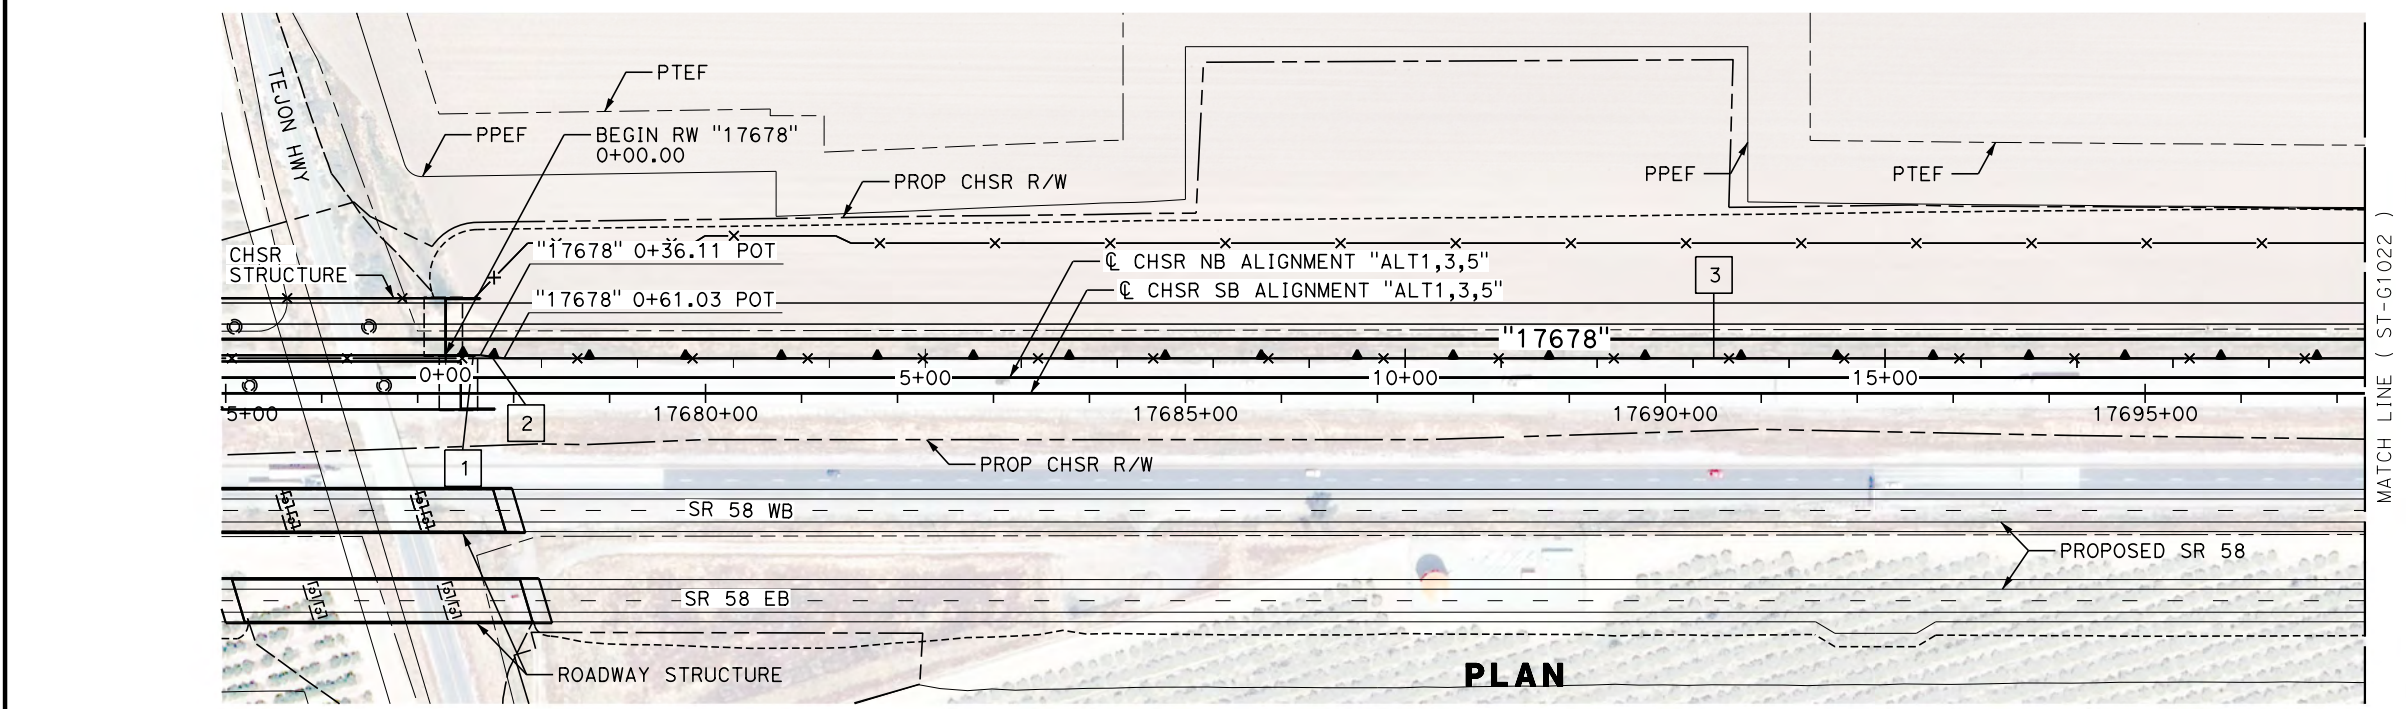 PTEF
TEJON HWY
PPEF
BEGIN RW "17678"
0+00.00
PROP CHSR R/W
PPEF
PTEF
CHSR
STRUCTURE
"17678" 0+36.11 POT
"17678" 0+61.03 POT
℄ CHSR NB ALIGNMENT "ALT1,3,5"
℄ CHSR SB ALIGNMENT "ALT1,3,5"
3
"17678"
0+00
5+00
10+00
15+00
5+00
17680+00
17685+00
17690+00
17695+00
2
1
PROP CHSR R/W
SR 58 WB
PROPOSED SR 58
SR 58 EB
ROADWAY STRUCTURE
PLAN
MATCH LINE ( ST-G1022 )